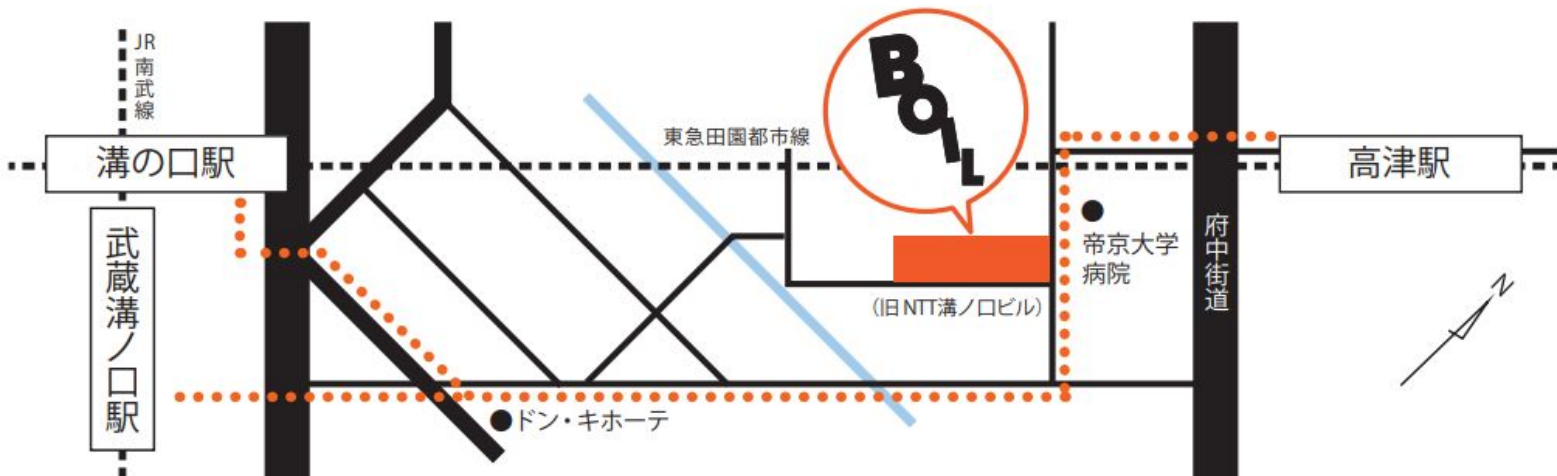 JR南武線
溝の口駅
武蔵溝ノ口駅
東急田園都市線
BOIL
(旧NTT溝ノ口ビル)
ドン・キホーテ
帝京大学
病院
府中街道
高津駅
N